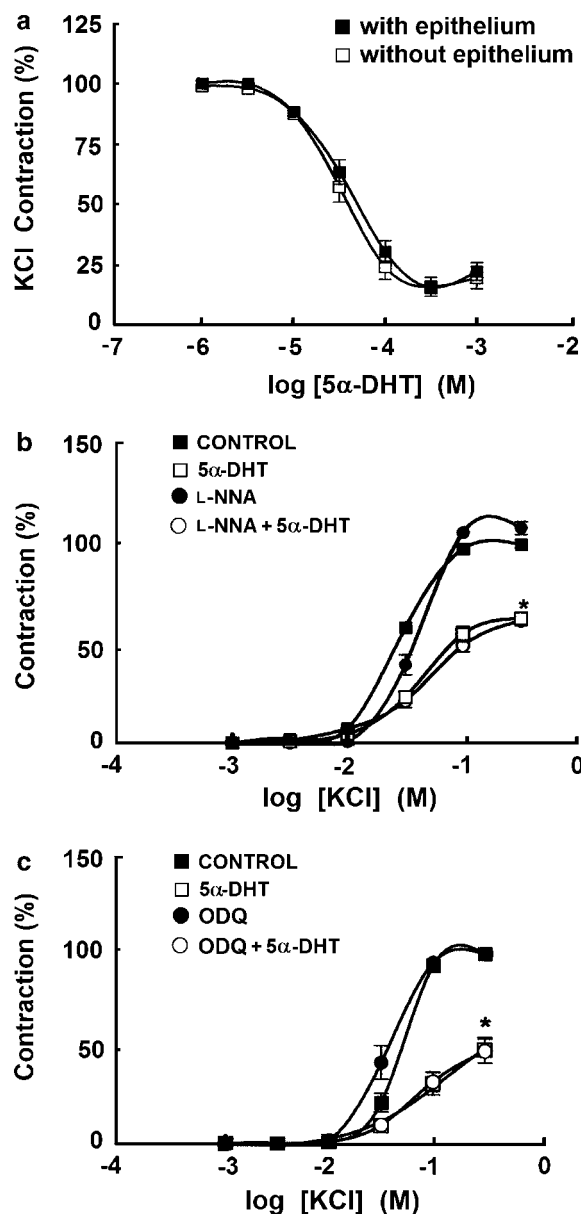 a
with epithelium
without epithelium
KCl Contraction (%)
125
100
75
50
25
0
-7 -6 -5 -4 -3 -2
log [5α-DHT] (M)
b
CONTROL
5α-DHT
L-NNA
L-NNA + 5α-DHT
Contraction (%)
150
100
50
0
*
-4 -3 -2 -1 0
log [KCl] (M)
c
CONTROL
5α-DHT
ODQ
ODQ + 5α-DHT
Contraction (%)
150
100
50
0
*
-4 -3 -2 -1 0
log [KCl] (M)